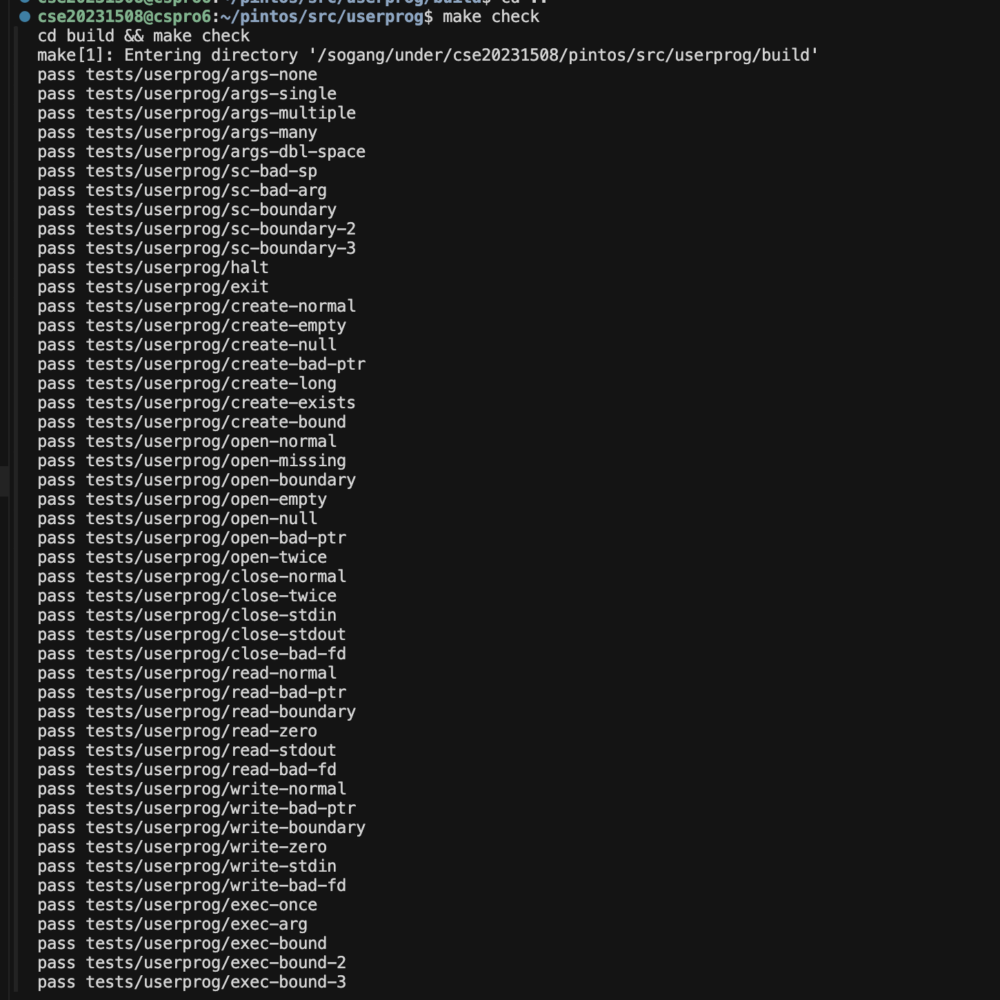 cse20231508@cspro6:~/pintos/src/userprog/build$ cd ..
cse20231508@cspro6:~/pintos/src/userprog$ make check
cd build && make check
make[1]: Entering directory '/sogang/under/cse20231508/pintos/src/userprog/build'
pass tests/userprog/args-none
pass tests/userprog/args-single
pass tests/userprog/args-multiple
pass tests/userprog/args-many
pass tests/userprog/args-dbl-space
pass tests/userprog/sc-bad-sp
pass tests/userprog/sc-bad-arg
pass tests/userprog/sc-boundary
pass tests/userprog/sc-boundary-2
pass tests/userprog/sc-boundary-3
pass tests/userprog/halt
pass tests/userprog/exit
pass tests/userprog/create-normal
pass tests/userprog/create-empty
pass tests/userprog/create-null
pass tests/userprog/create-bad-ptr
pass tests/userprog/create-long
pass tests/userprog/create-exists
pass tests/userprog/create-bound
pass tests/userprog/open-normal
pass tests/userprog/open-missing
pass tests/userprog/open-boundary
pass tests/userprog/open-empty
pass tests/userprog/open-null
pass tests/userprog/open-bad-ptr
pass tests/userprog/open-twice
pass tests/userprog/close-normal
pass tests/userprog/close-twice
pass tests/userprog/close-stdin
pass tests/userprog/close-stdout
pass tests/userprog/close-bad-fd
pass tests/userprog/read-normal
pass tests/userprog/read-bad-ptr
pass tests/userprog/read-boundary
pass tests/userprog/read-zero
pass tests/userprog/read-stdout
pass tests/userprog/read-bad-fd
pass tests/userprog/write-normal
pass tests/userprog/write-bad-ptr
pass tests/userprog/write-boundary
pass tests/userprog/write-zero
pass tests/userprog/write-stdin
pass tests/userprog/write-bad-fd
pass tests/userprog/exec-once
pass tests/userprog/exec-arg
pass tests/userprog/exec-bound
pass tests/userprog/exec-bound-2
pass tests/userprog/exec-bound-3